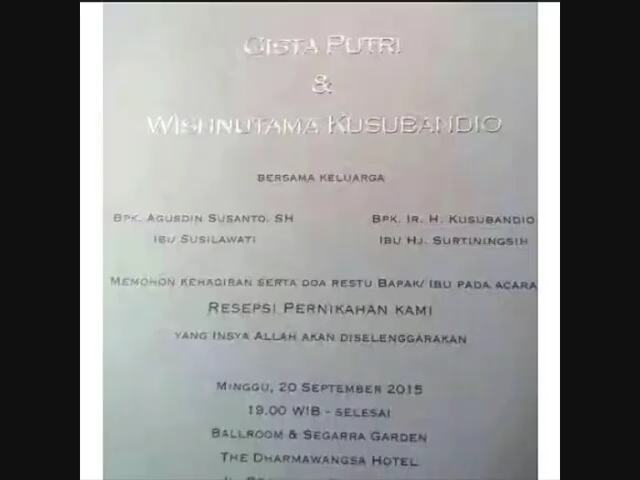 GISTA PUTRI
&
WISHNUTAMA KUSUBANDIO
BERSAMA KELUARGA
BPK. AGUSDIN SUSANTO, SH BPK. IR. H. KUSUBANDIO
IBU SUSILAWATI IBU HJ. SURTININGSIH
MEMOHON KEHADIRAN SERTA DOA RESTU BAPAK/ IBU PADA ACARA
RESEPSI PERNIKAHAN KAMI
YANG INSYA ALLAH AKAN DISELENGGARAKAN
MINGGU, 20 SEPTEMBER 2015
19.00 WIB - SELESAI
BALLROOM & SEGARRA GARDEN
THE DHARMAWANGSA HOTEL